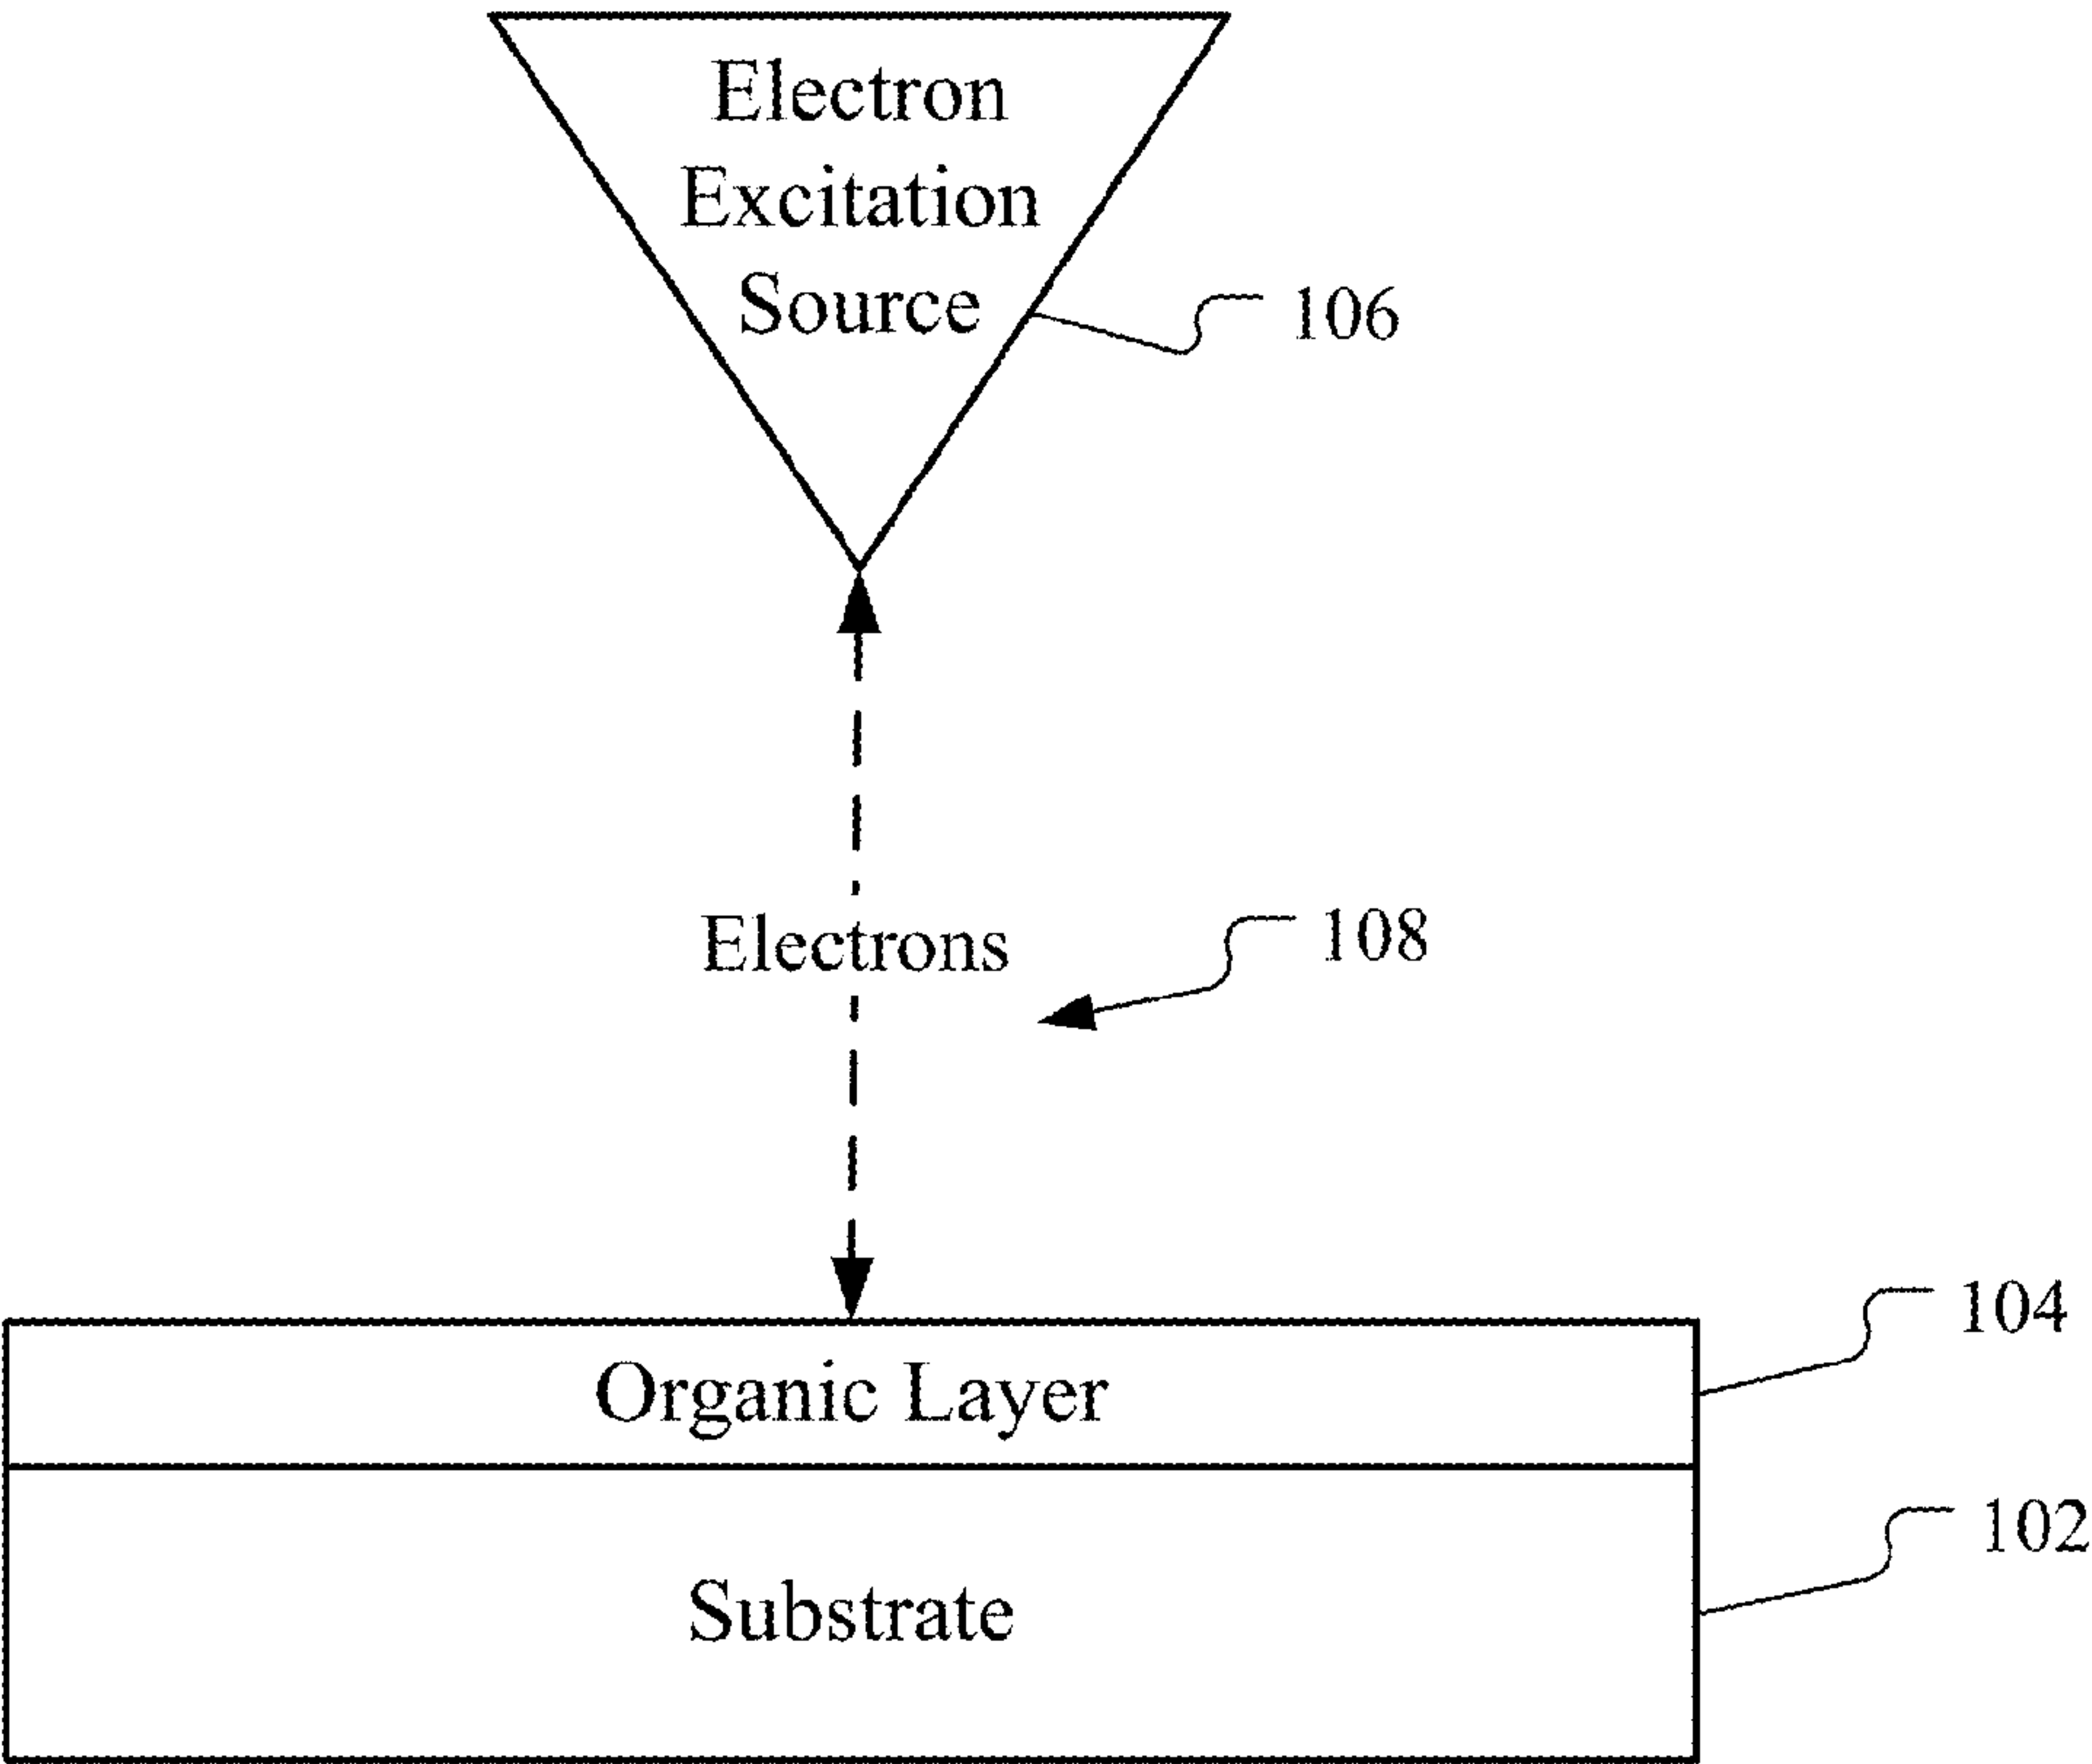 Electron
Excitation
Source
106
Electrons
108
104
Organic Layer
102
Substrate